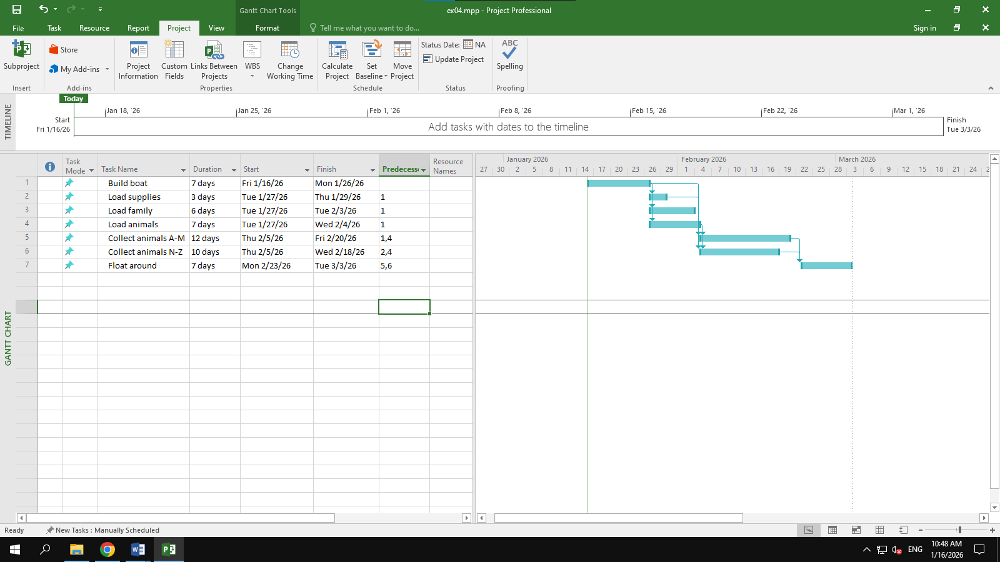 Gantt Chart Tools
ex04.mpp - Project Professional
File Task Resource Report Project View Format Tell me what you want to do... Sign in
Subproject
Insert
Store
My Add-ins
Add-ins
Project Information
Custom Fields
Links Between Projects
WBS
Change Working Time
Properties
Calculate Project
Set Baseline
Move Project
Schedule
Status Date: NA
Update Project
Status
ABC
Spelling
Proofing
TIMELINE
Today
Jan 18, '26 Jan 25, '26 Feb 1, '26 Feb 8, '26 Feb 15, '26 Feb 22, '26 Mar 1, '26
Start
Fri 1/16/26
Add tasks with dates to the timeline
Finish
Tue 3/3/26
GANTT CHART
Task Mode Task Name Duration Start Finish Predecess Resource Names
January 2026 February 2026 March 2026
27 30 2 5 8 11 14 17 20 23 26 29 1 4 7 10 13 16 19 22 25 28 3 6 9 12 15 18 21 24 2
1 Build boat 7 days Fri 1/16/26 Mon 1/26/26
2 Load supplies 3 days Tue 1/27/26 Thu 1/29/26 1
3 Load family 6 days Tue 1/27/26 Tue 2/3/26 1
4 Load animals 7 days Tue 1/27/26 Wed 2/4/26 1
5 Collect animals A-M 12 days Thu 2/5/26 Fri 2/20/26 1,4
6 Collect animals N-Z 10 days Thu 2/5/26 Wed 2/18/26 2,4
7 Float around 7 days Mon 2/23/26 Tue 3/3/26 5,6
Ready New Tasks : Manually Scheduled
ENG
10:48 AM
1/16/2026